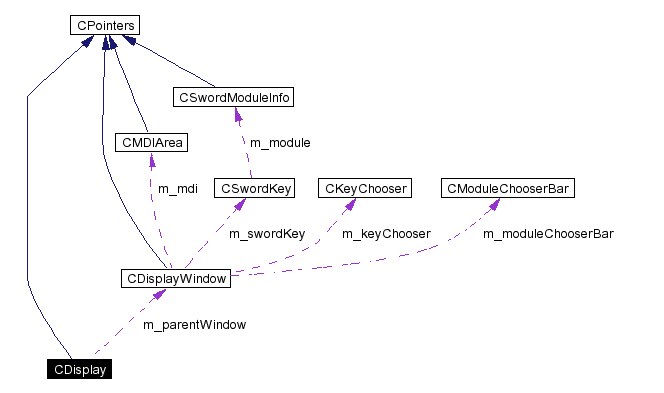 CPointers
CSwordModuleInfo
CMDIArea
m_module
m_mdi
CSwordKey
CKeyChooser
CModuleChooserBar
m_swordKey
m_keyChooser
m_moduleChooserBar
CDisplayWindow
m_parentWindow
CDisplay